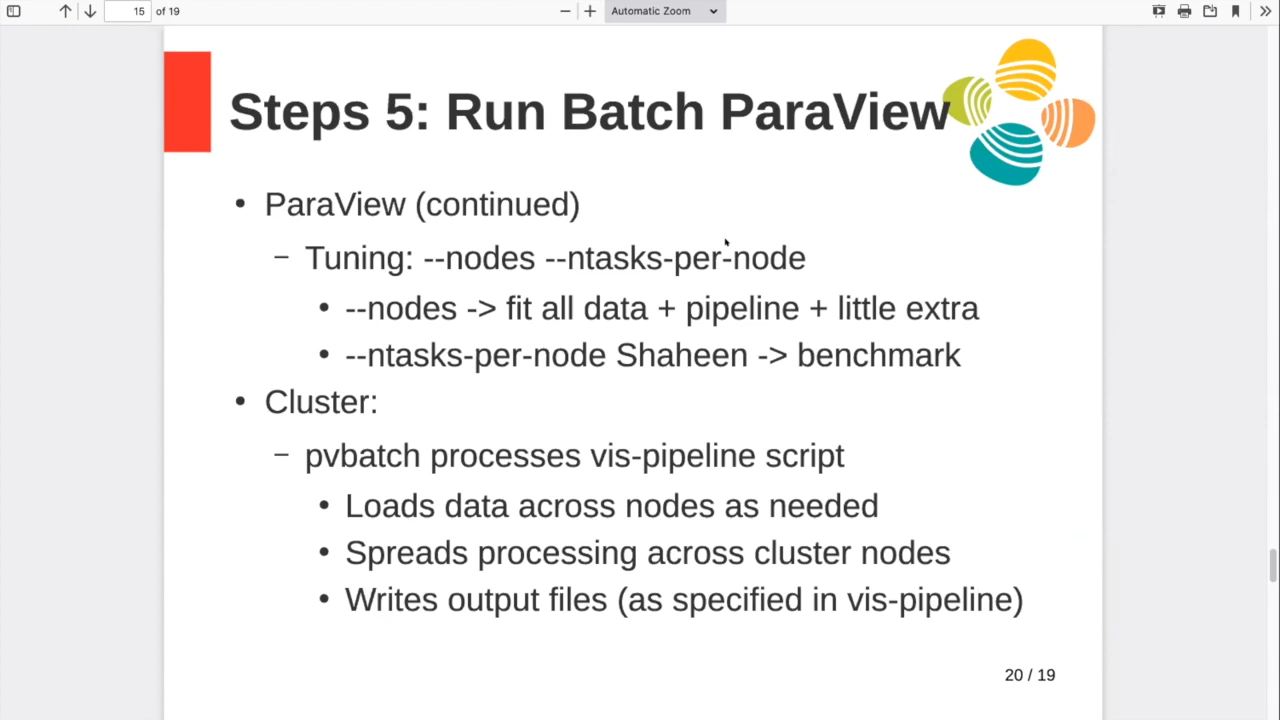 15 of 19
Automatic Zoom
Steps 5: Run Batch ParaView
• ParaView (continued)
– Tuning: --nodes --ntasks-per-node
• --nodes -> fit all data + pipeline + little extra
• --ntasks-per-node Shaheen -> benchmark
• Cluster:
– pvbatch processes vis-pipeline script
• Loads data across nodes as needed
• Spreads processing across cluster nodes
• Writes output files (as specified in vis-pipeline)
20 / 19